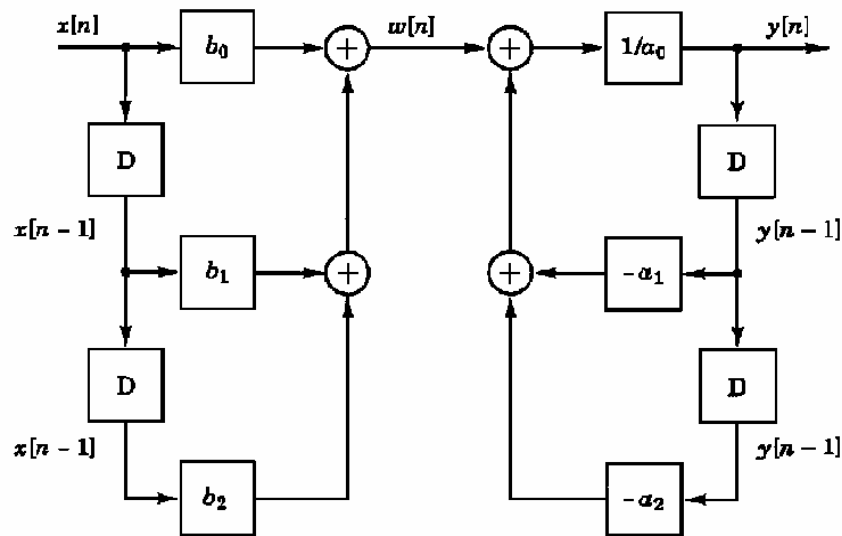 x[n] b₀ + w[n] + 1/a₀ y[n]
D D
x[n - 1] y[n - 1]
b₁ + + -a₁
D D
x[n - 1] y[n - 1]
b₂ -a₂